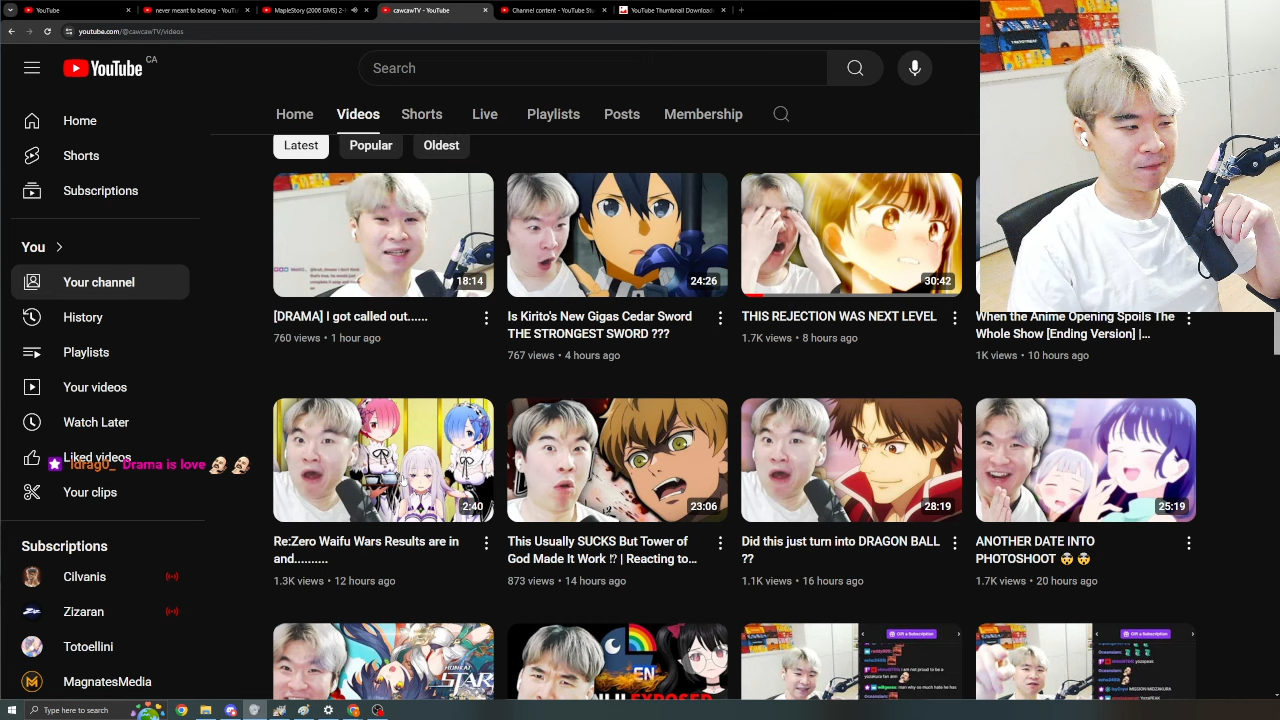 YouTube
never meant to belong - YouTu
MapleStory (2006 GMS) 2-
cawcawTV - YouTube
Channel content - YouTube Stu
YouTube Thumbnail Downloade
youtube.com/@cawcawTV/videos
YouTube CA
Search
Home
Videos
Shorts
Live
Playlists
Posts
Membership
Latest
Popular
Oldest
Home
Shorts
Subscriptions
You
Your channel
History
Playlists
Your videos
Watch Later
Liked videos
Drama is love
Your clips
Subscriptions
Cilvanis
Zizaran
Torbellini
MagnatesMedia
18:14
[DRAMA] I got called out......
760 views • 1 hour ago
24:26
Is Kirito's New Gigas Cedar Sword
THE STRONGEST SWORD ???
767 views • 4 hours ago
30:42
THIS REJECTION WAS NEXT LEVEL
1.7K views • 8 hours ago
When the Anime Opening Spoils The
Whole Show [Ending Version] |...
1K views • 10 hours ago
2:40
Re:Zero Waifu Wars Results are in
and..........
1.3K views • 12 hours ago
23:06
This Usually SUCKS But Tower of
God Made It Work ⁉ | Reacting to...
873 views • 14 hours ago
28:19
Did this just turn into DRAGON BALL
??
1.1K views • 16 hours ago
25:19
ANOTHER DATE INTO
PHOTOSHOOT 🤯 🤯
1.7K views • 20 hours ago
EN
Gift a Subscription
Gift a Subscription
Type here to search